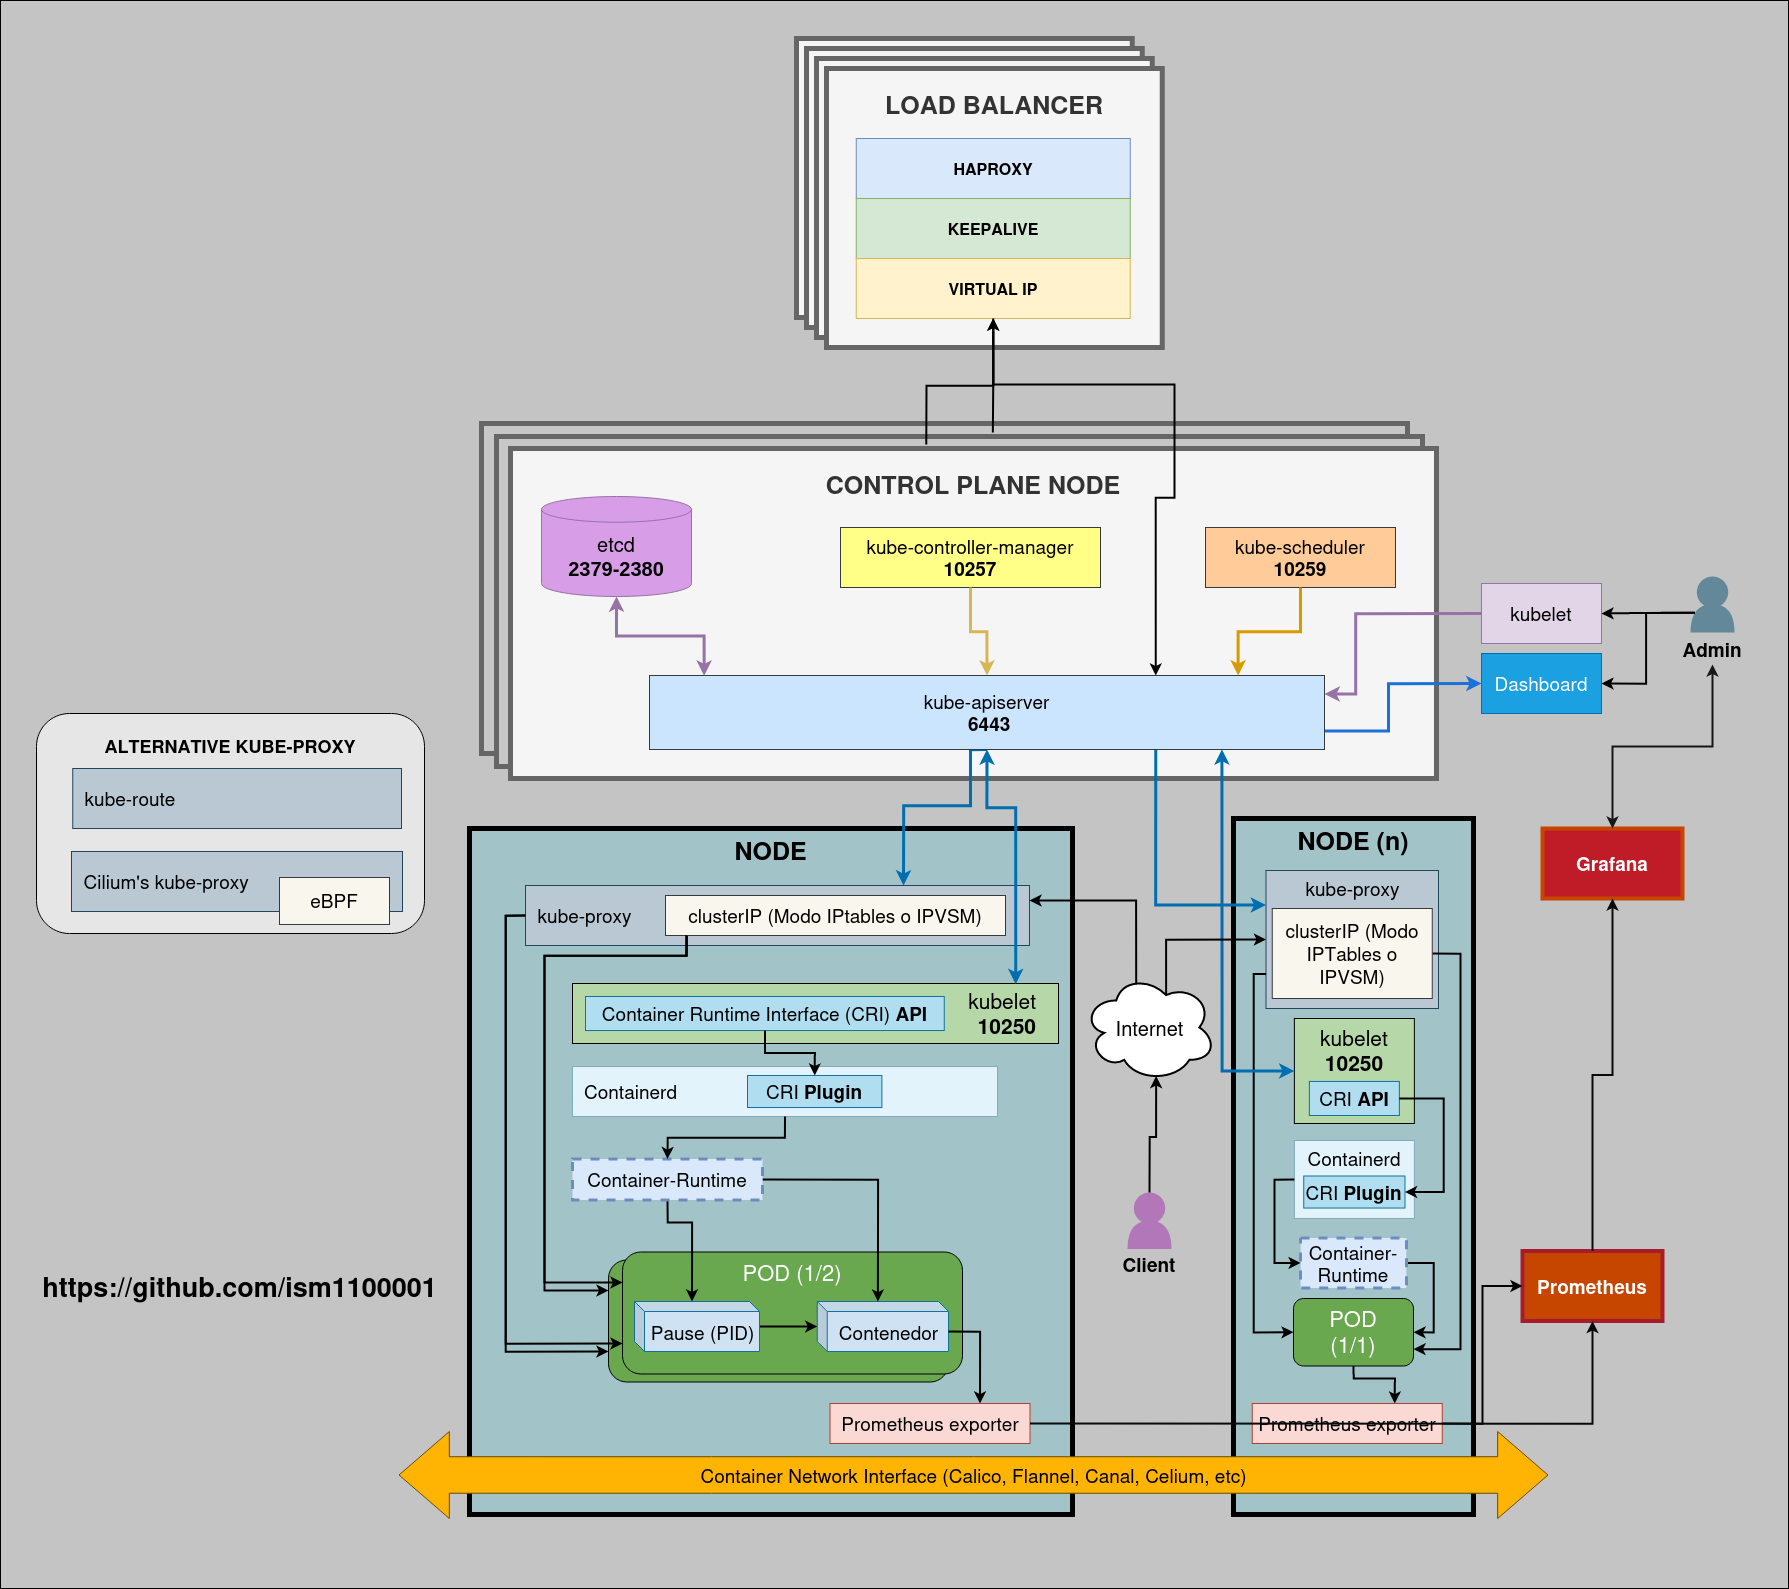 LOAD BALANCER
HAPROXY
KEEPALIVE
VIRTUAL IP
CONTROL PLANE NODE
etcd
2379-2380
kube-controller-manager
10257
kube-scheduler
10259
kube-apiserver
6443
kubelet
Dashboard
Admin
ALTERNATIVE KUBE-PROXY
kube-route
Cilium's kube-proxy
eBPF
NODE
kube-proxy
clusterIP (Modo IPtables o IPVSM)
Container Runtime Interface (CRI) API
kubelet
10250
Containerd
CRI Plugin
Container-Runtime
POD (1/2)
Pause (PID)
Contenedor
Prometheus exporter
Internet
Client
NODE (n)
kube-proxy
clusterIP (Modo
IPTables o
IPVSM)
kubelet
10250
CRI API
Containerd
CRI Plugin
Container-
Runtime
POD
(1/1)
Prometheus exporter
Grafana
Prometheus
Container Network Interface (Calico, Flannel, Canal, Celium, etc)
https://github.com/ism1100001